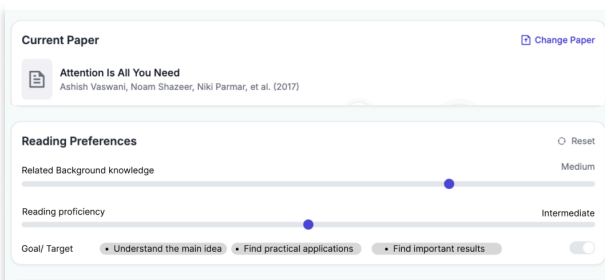 Current Paper
Change Paper
Attention Is All You Need
Ashish Vaswani, Noam Shazeer, Niki Parmar, et al. (2017)
Reading Preferences
Reset
Related Background knowledge
Medium
Reading proficiency
Intermediate
Goal/ Target • Understand the main idea • Find practical applications • Find important results